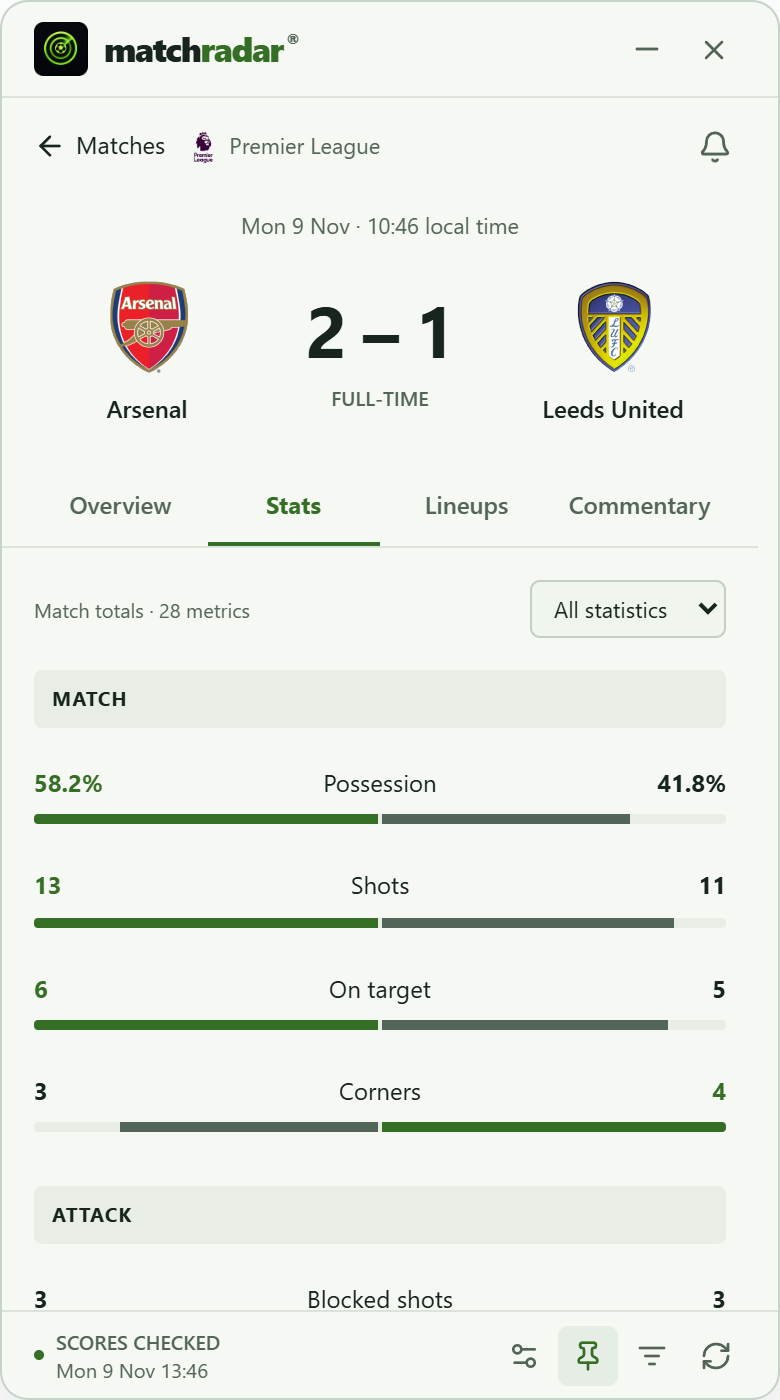 matchradar®
Matches
Premier League
Premier League
Mon 9 Nov · 10:46 local time
Arsenal
LUFC
2 – 1
FULL-TIME
Arsenal
Leeds United
Overview
Stats
Lineups
Commentary
Match totals · 28 metrics
All statistics
MATCH
58.2% Possession 41.8%
13 Shots 11
6 On target 5
3 Corners 4
ATTACK
3 Blocked shots 3
SCORES CHECKED
Mon 9 Nov 13:46